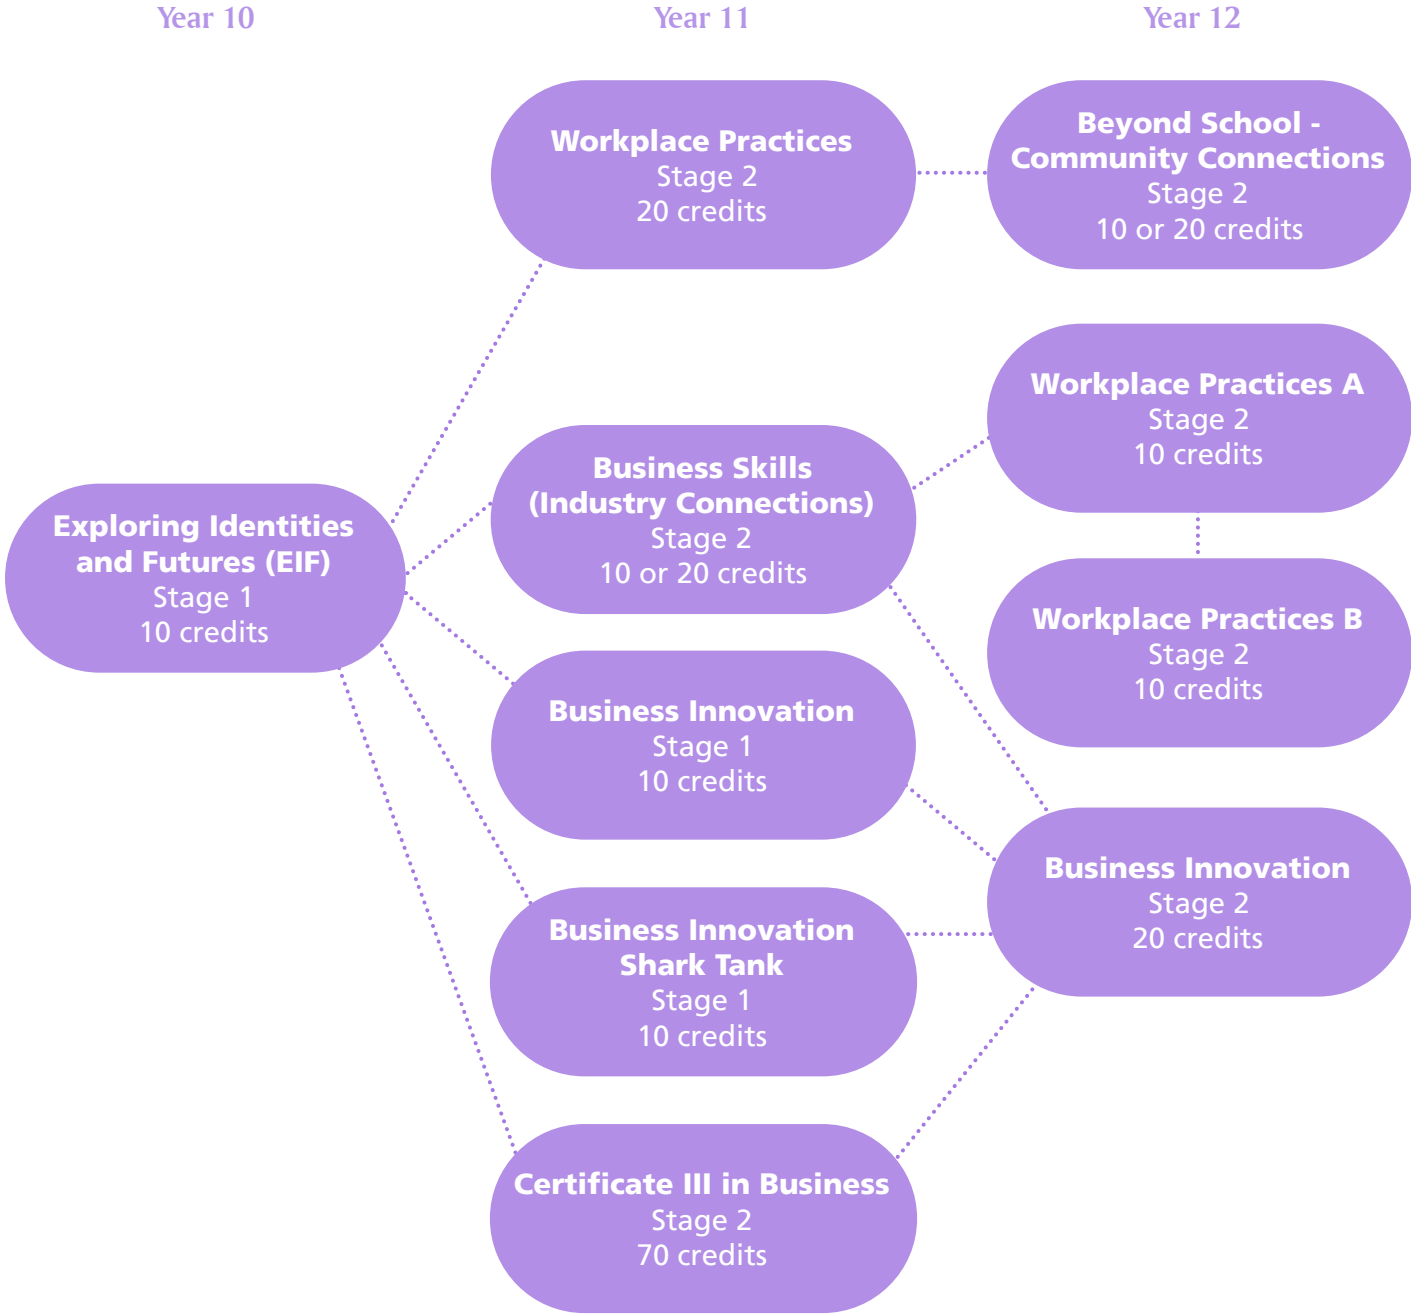 Year 10
Year 11
Year 12
Workplace Practices
Stage 2
20 credits
Beyond School -
Community Connections
Stage 2
10 or 20 credits
Workplace Practices A
Stage 2
10 credits
Business Skills
(Industry Connections)
Stage 2
10 or 20 credits
Exploring Identities
and Futures (EIF)
Stage 1
10 credits
Workplace Practices B
Stage 2
10 credits
Business Innovation
Stage 1
10 credits
Business Innovation
Stage 2
20 credits
Business Innovation
Shark Tank
Stage 1
10 credits
Certificate III in Business
Stage 2
70 credits